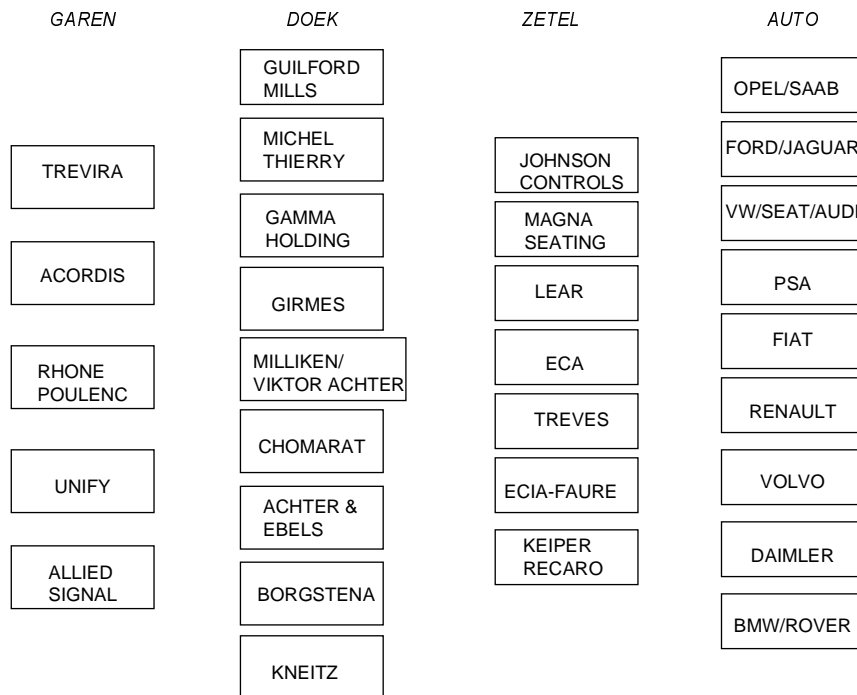 GAREN
DOEK
ZETEL
AUTO
TREVIRA
ACORDIS
RHONE
POULENC
UNIFY
ALLIED
SIGNAL
GUILFORD
MILLS
MICHEL
THIERRY
GAMMA
HOLDING
GIRMES
MILLIKEN/
VIKTOR ACHTER
CHOMARAT
ACHTER &
EBELS
BORGSTENA
KNEITZ
JOHNSON
CONTROLS
MAGNA
SEATING
LEAR
ECA
TREVES
ECIA-FAURE
KEIPER
RECARO
OPEL/SAAB
FORD/JAGUAR
VW/SEAT/AUDI
PSA
FIAT
RENAULT
VOLVO
DAIMLER
BMW/ROVER